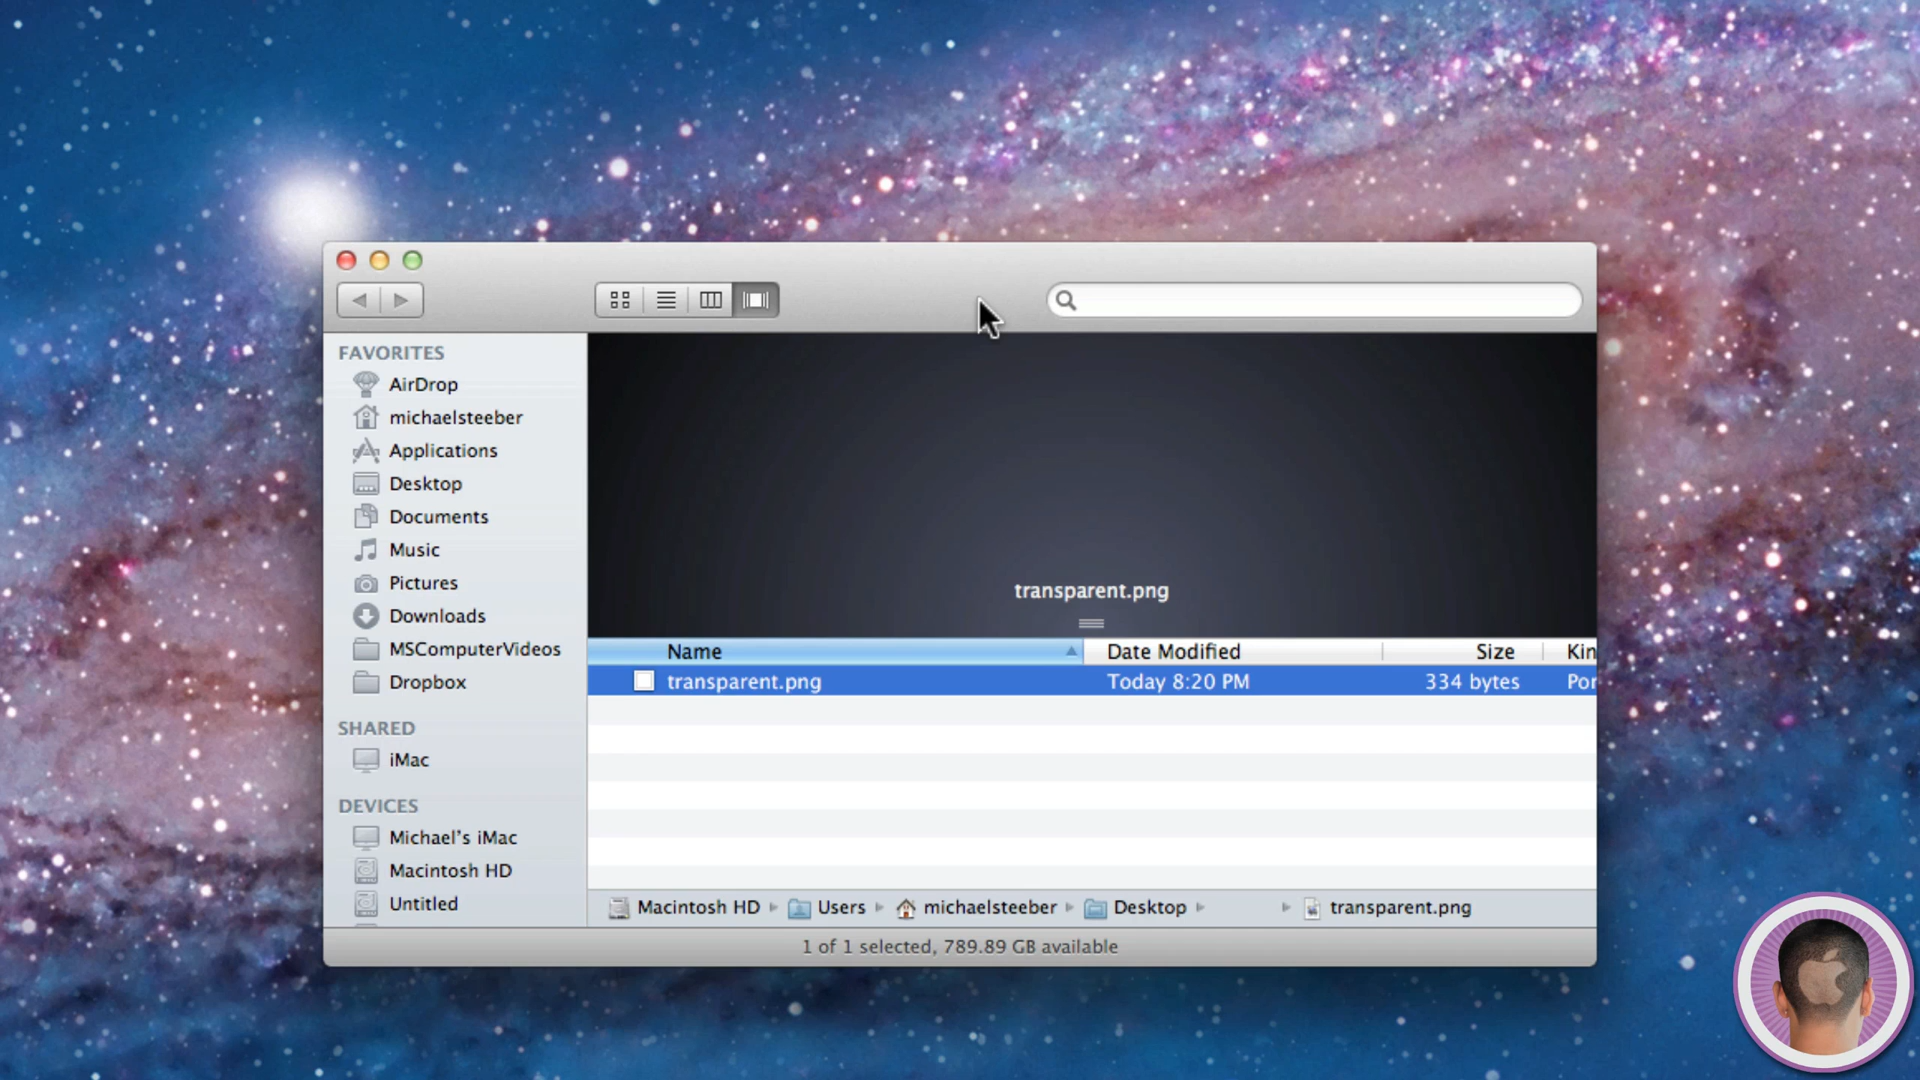 FAVORITES
AirDrop
michaelsteeber
Applications
Desktop
Documents
Music
Pictures
Downloads
MSComputerVideos
Dropbox
SHARED
iMac
DEVICES
Michael's iMac
Macintosh HD
Untitled
transparent.png
Name Date Modified Size Kin
transparent.png Today 8:20 PM 334 bytes Por
Macintosh HD Users michaelsteeber Desktop transparent.png
1 of 1 selected, 789.89 GB available